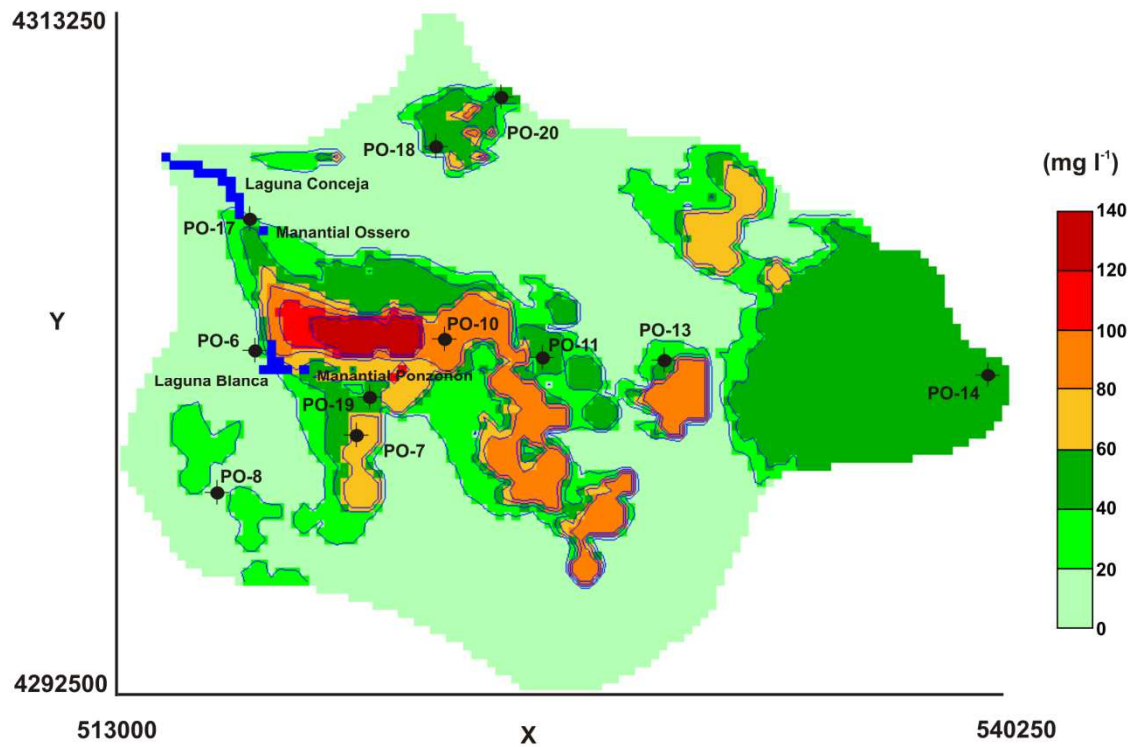 4313250
PO-20
PO-18
(mg l-1)
Laguna Conceja
140
PO-17
Manantial Ossero
120
Y
100
PO-6
PO-10
PO-11
PO-13
Laguna Blanca
Manantial Ponzonón
80
PO-14
PO-19
60
PO-7
PO-8
40
20
0
4292500
513000
X
540250